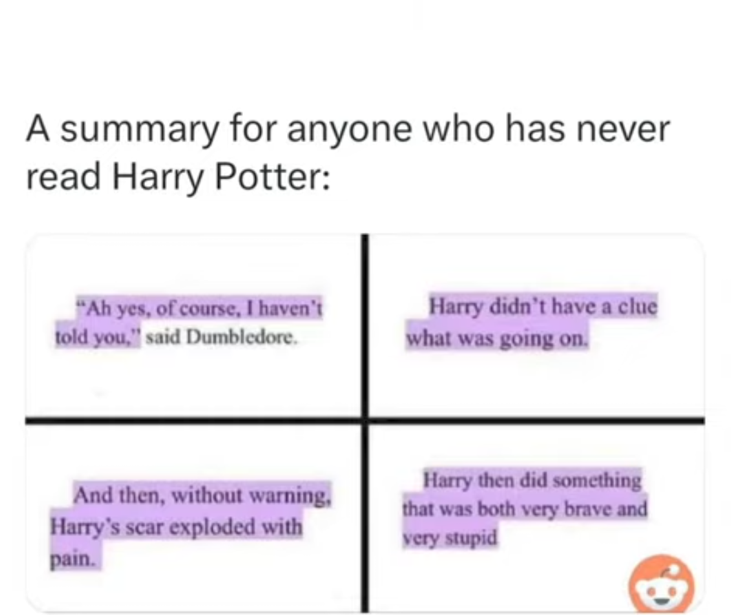 A summary for anyone who has never
read Harry Potter:
“Ah yes, of course, I haven’t
told you,” said Dumbledore.
Harry didn’t have a clue
what was going on.
And then, without warning,
Harry’s scar exploded with
pain.
Harry then did something
that was both very brave and
very stupid